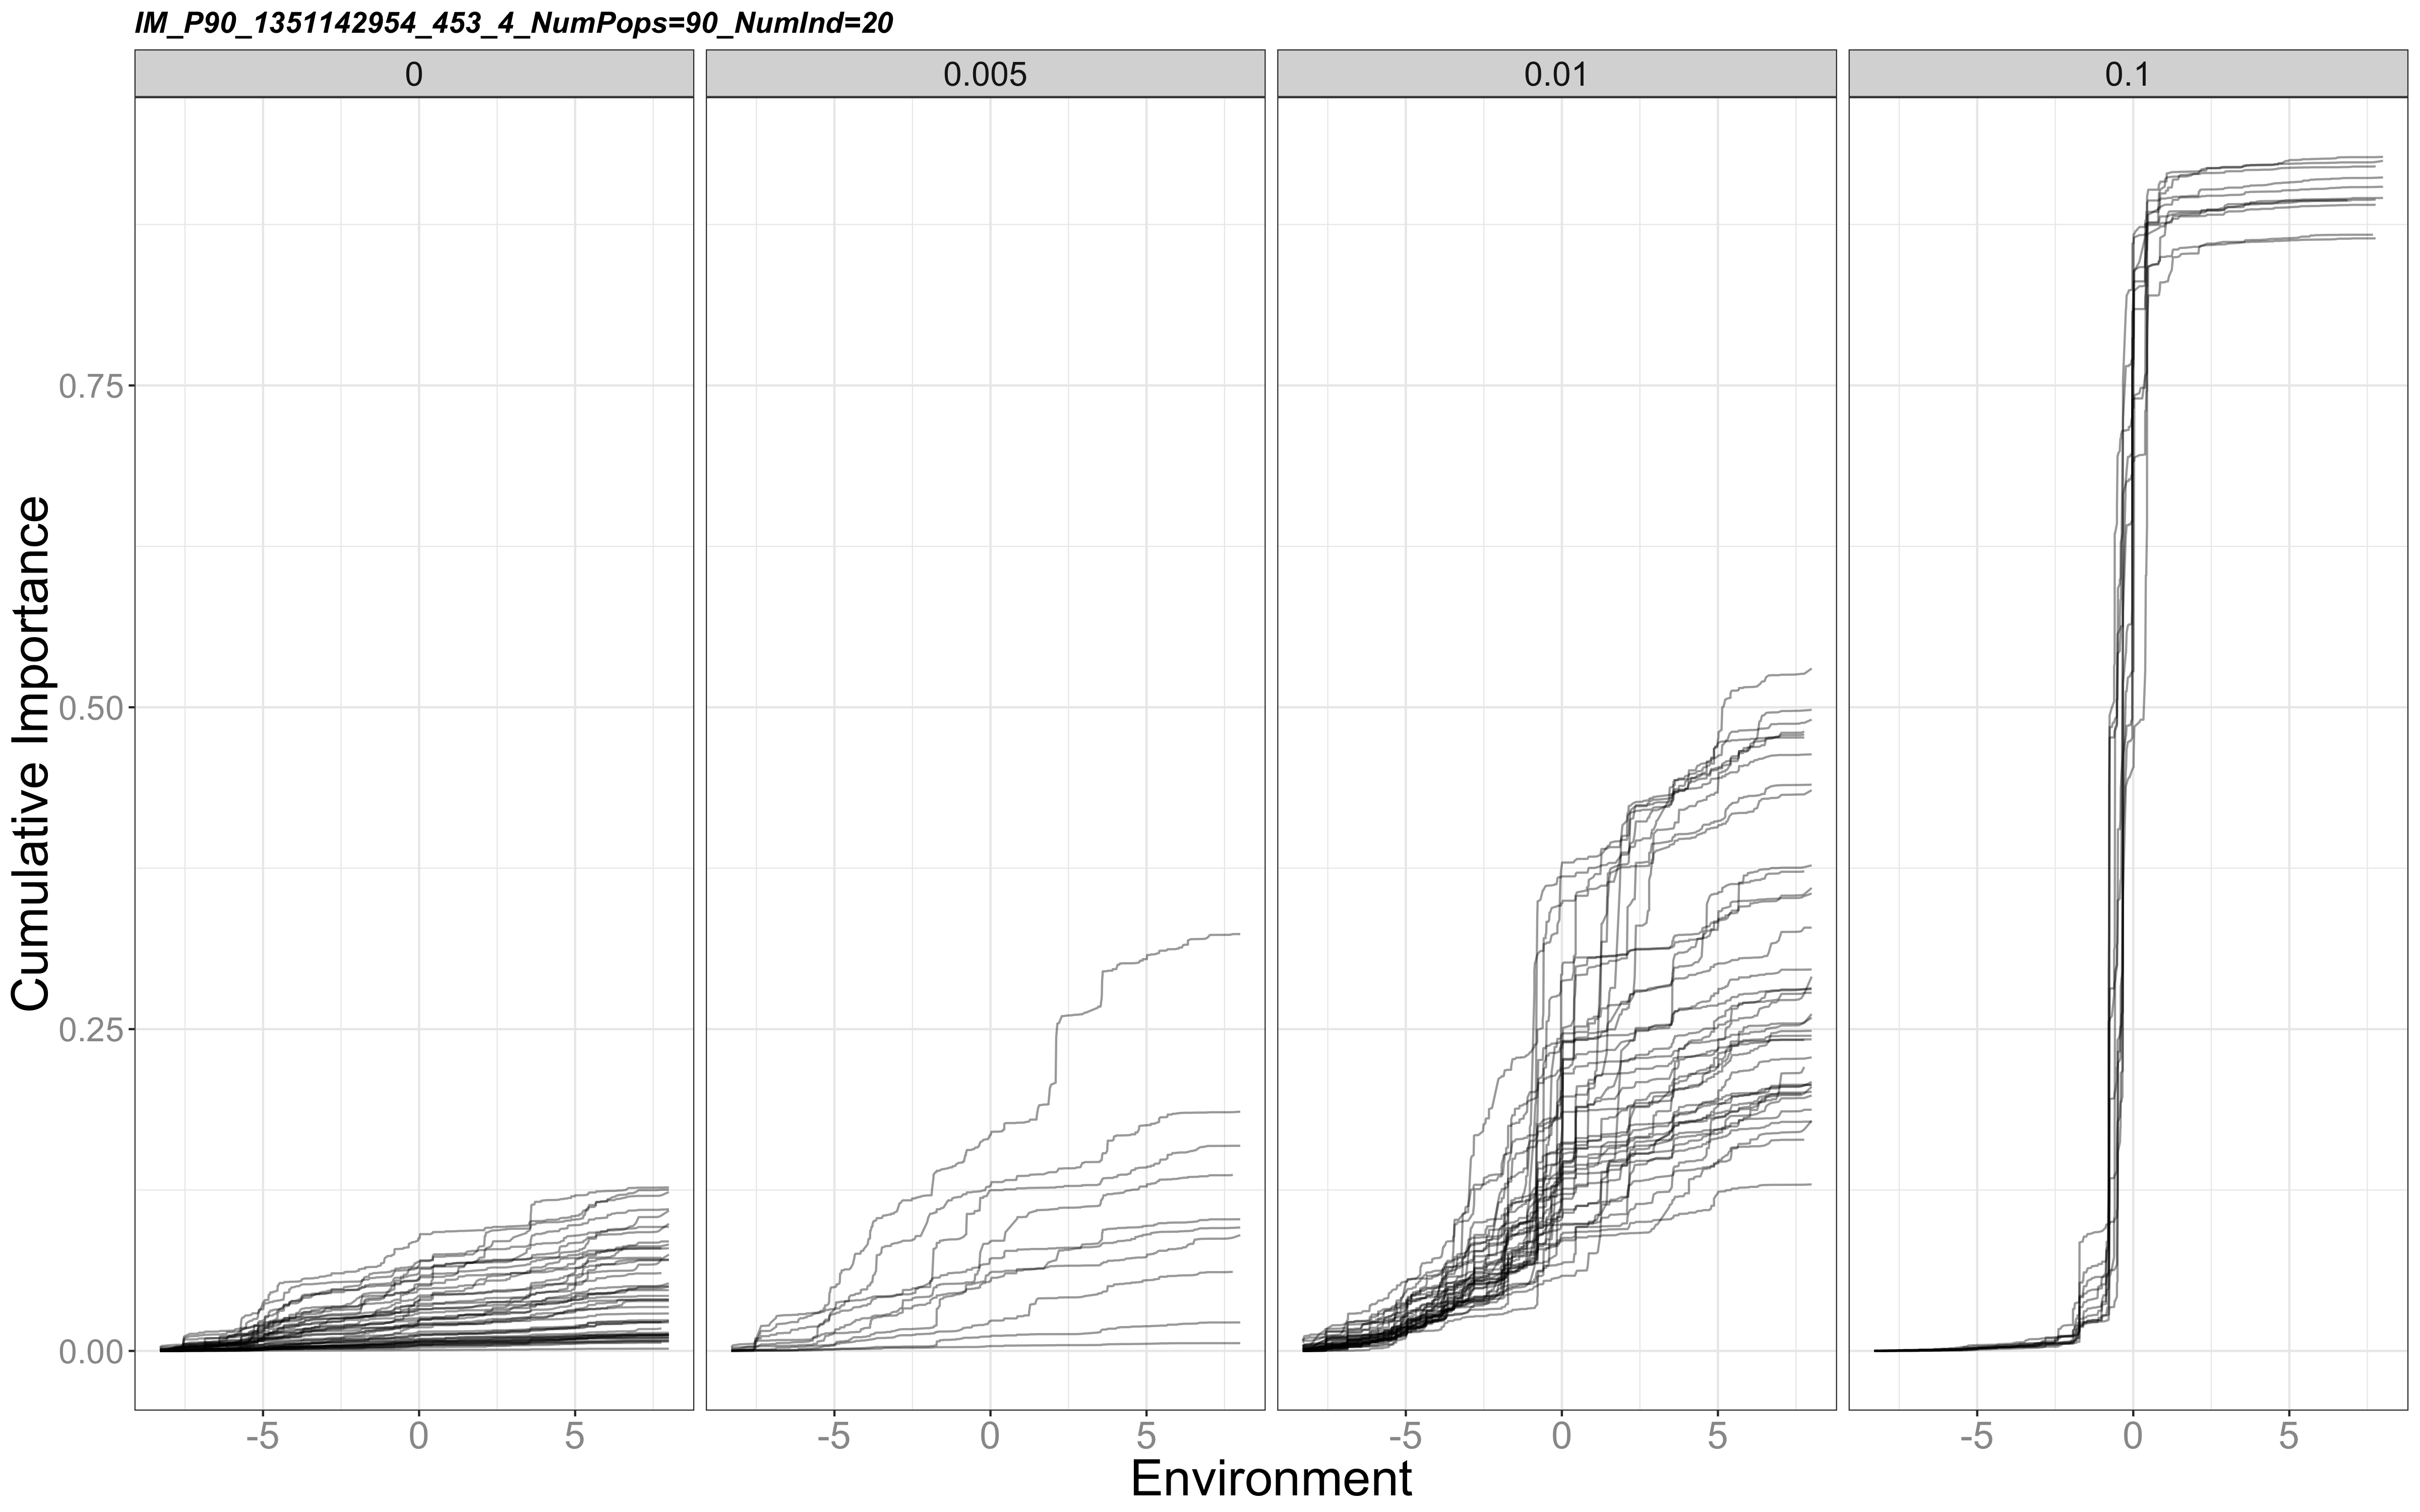 IM_P90_1351142954_453_4_NumPops=90_NumInd=20
0 0.005 0.01 0.1
Cumulative Importance
0.75
0.50
0.25
0.00
-5 0 5 -5 0 5 -5 0 5 -5 0 5
Environment